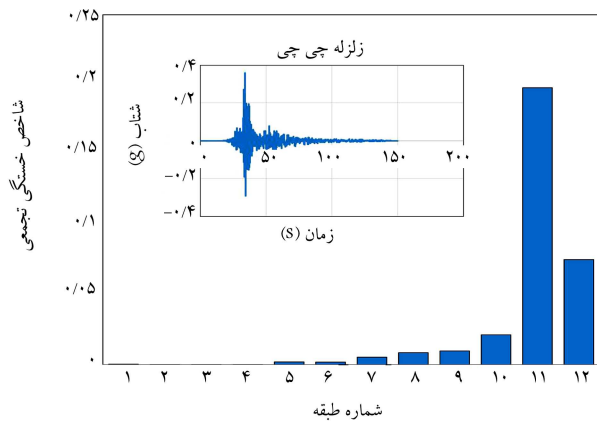 ۰/۲۵
۰/۲
۰/۱۵
۰/۱
۰/۰۵
۰
شاخص خستگی تجمعی
زلزله چی چی
۰/۴
۰/۲
۰
-۰/۲
-۰/۴
شتاب (g)
۰ ۵۰ ۱۰۰ ۱۵۰ ۲۰۰
زمان (s)
۱ ۲ ۳ ۴ ۵ ۶ ۷ ۸ ۹ ۱۰ ۱۱ ۱۲
شماره طبقه